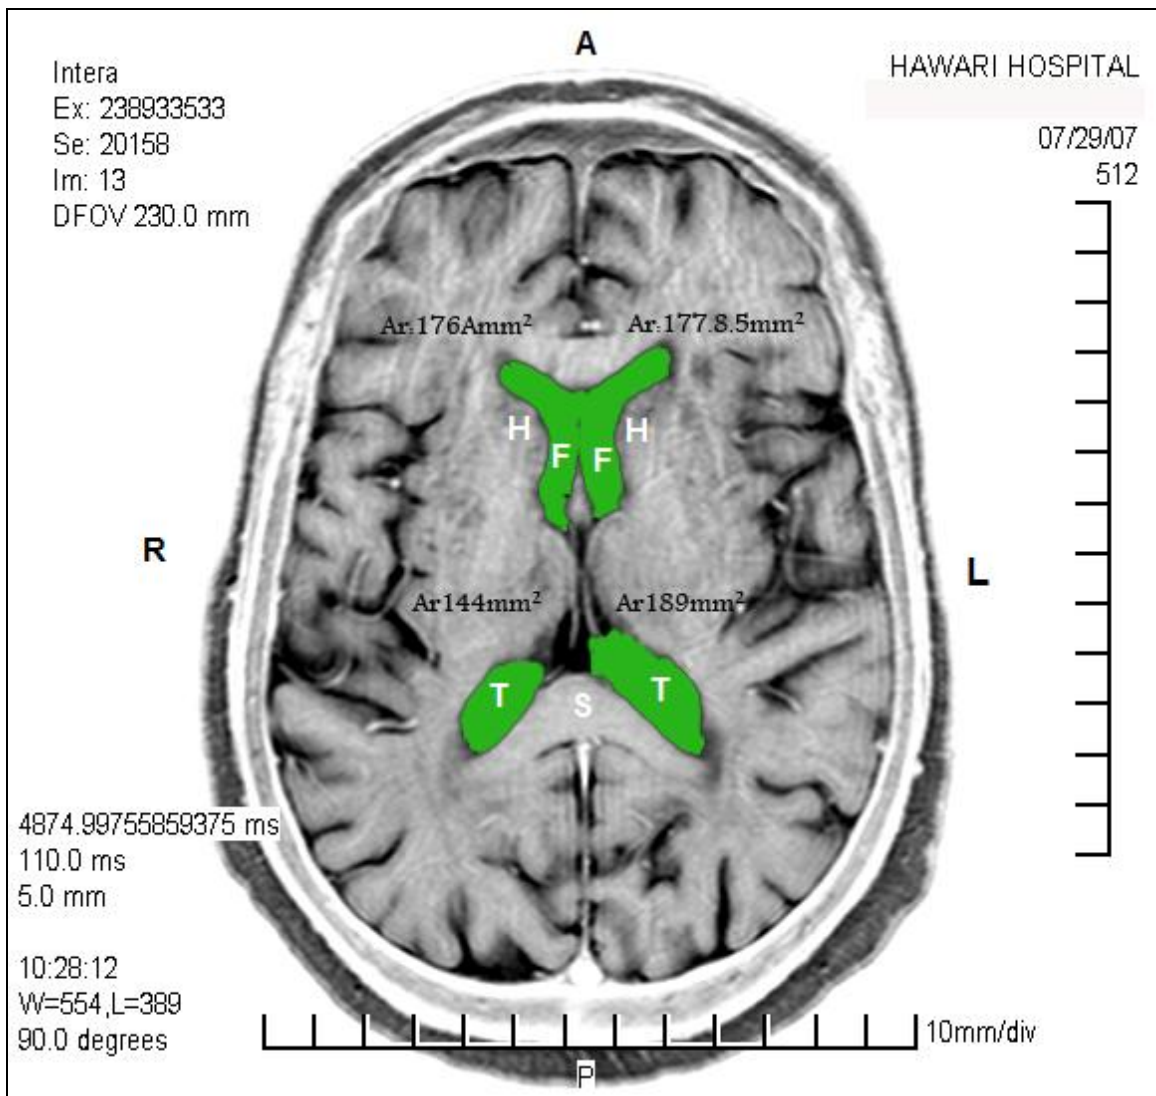 A
Intera
Ex: 238933533
Se: 20158
Im: 13
DFOV 230.0 mm
HAWARI HOSPITAL
07/29/07
512
Ar:176Amm²
Ar:177.8.5mm²
H
H
F
F
R
L
Ar144mm²
Ar189mm²
T
T
S
4874.99755859375 ms
110.0 ms
5.0 mm
10:28:12
W=554,L=389
90.0 degrees
10mm/div
P